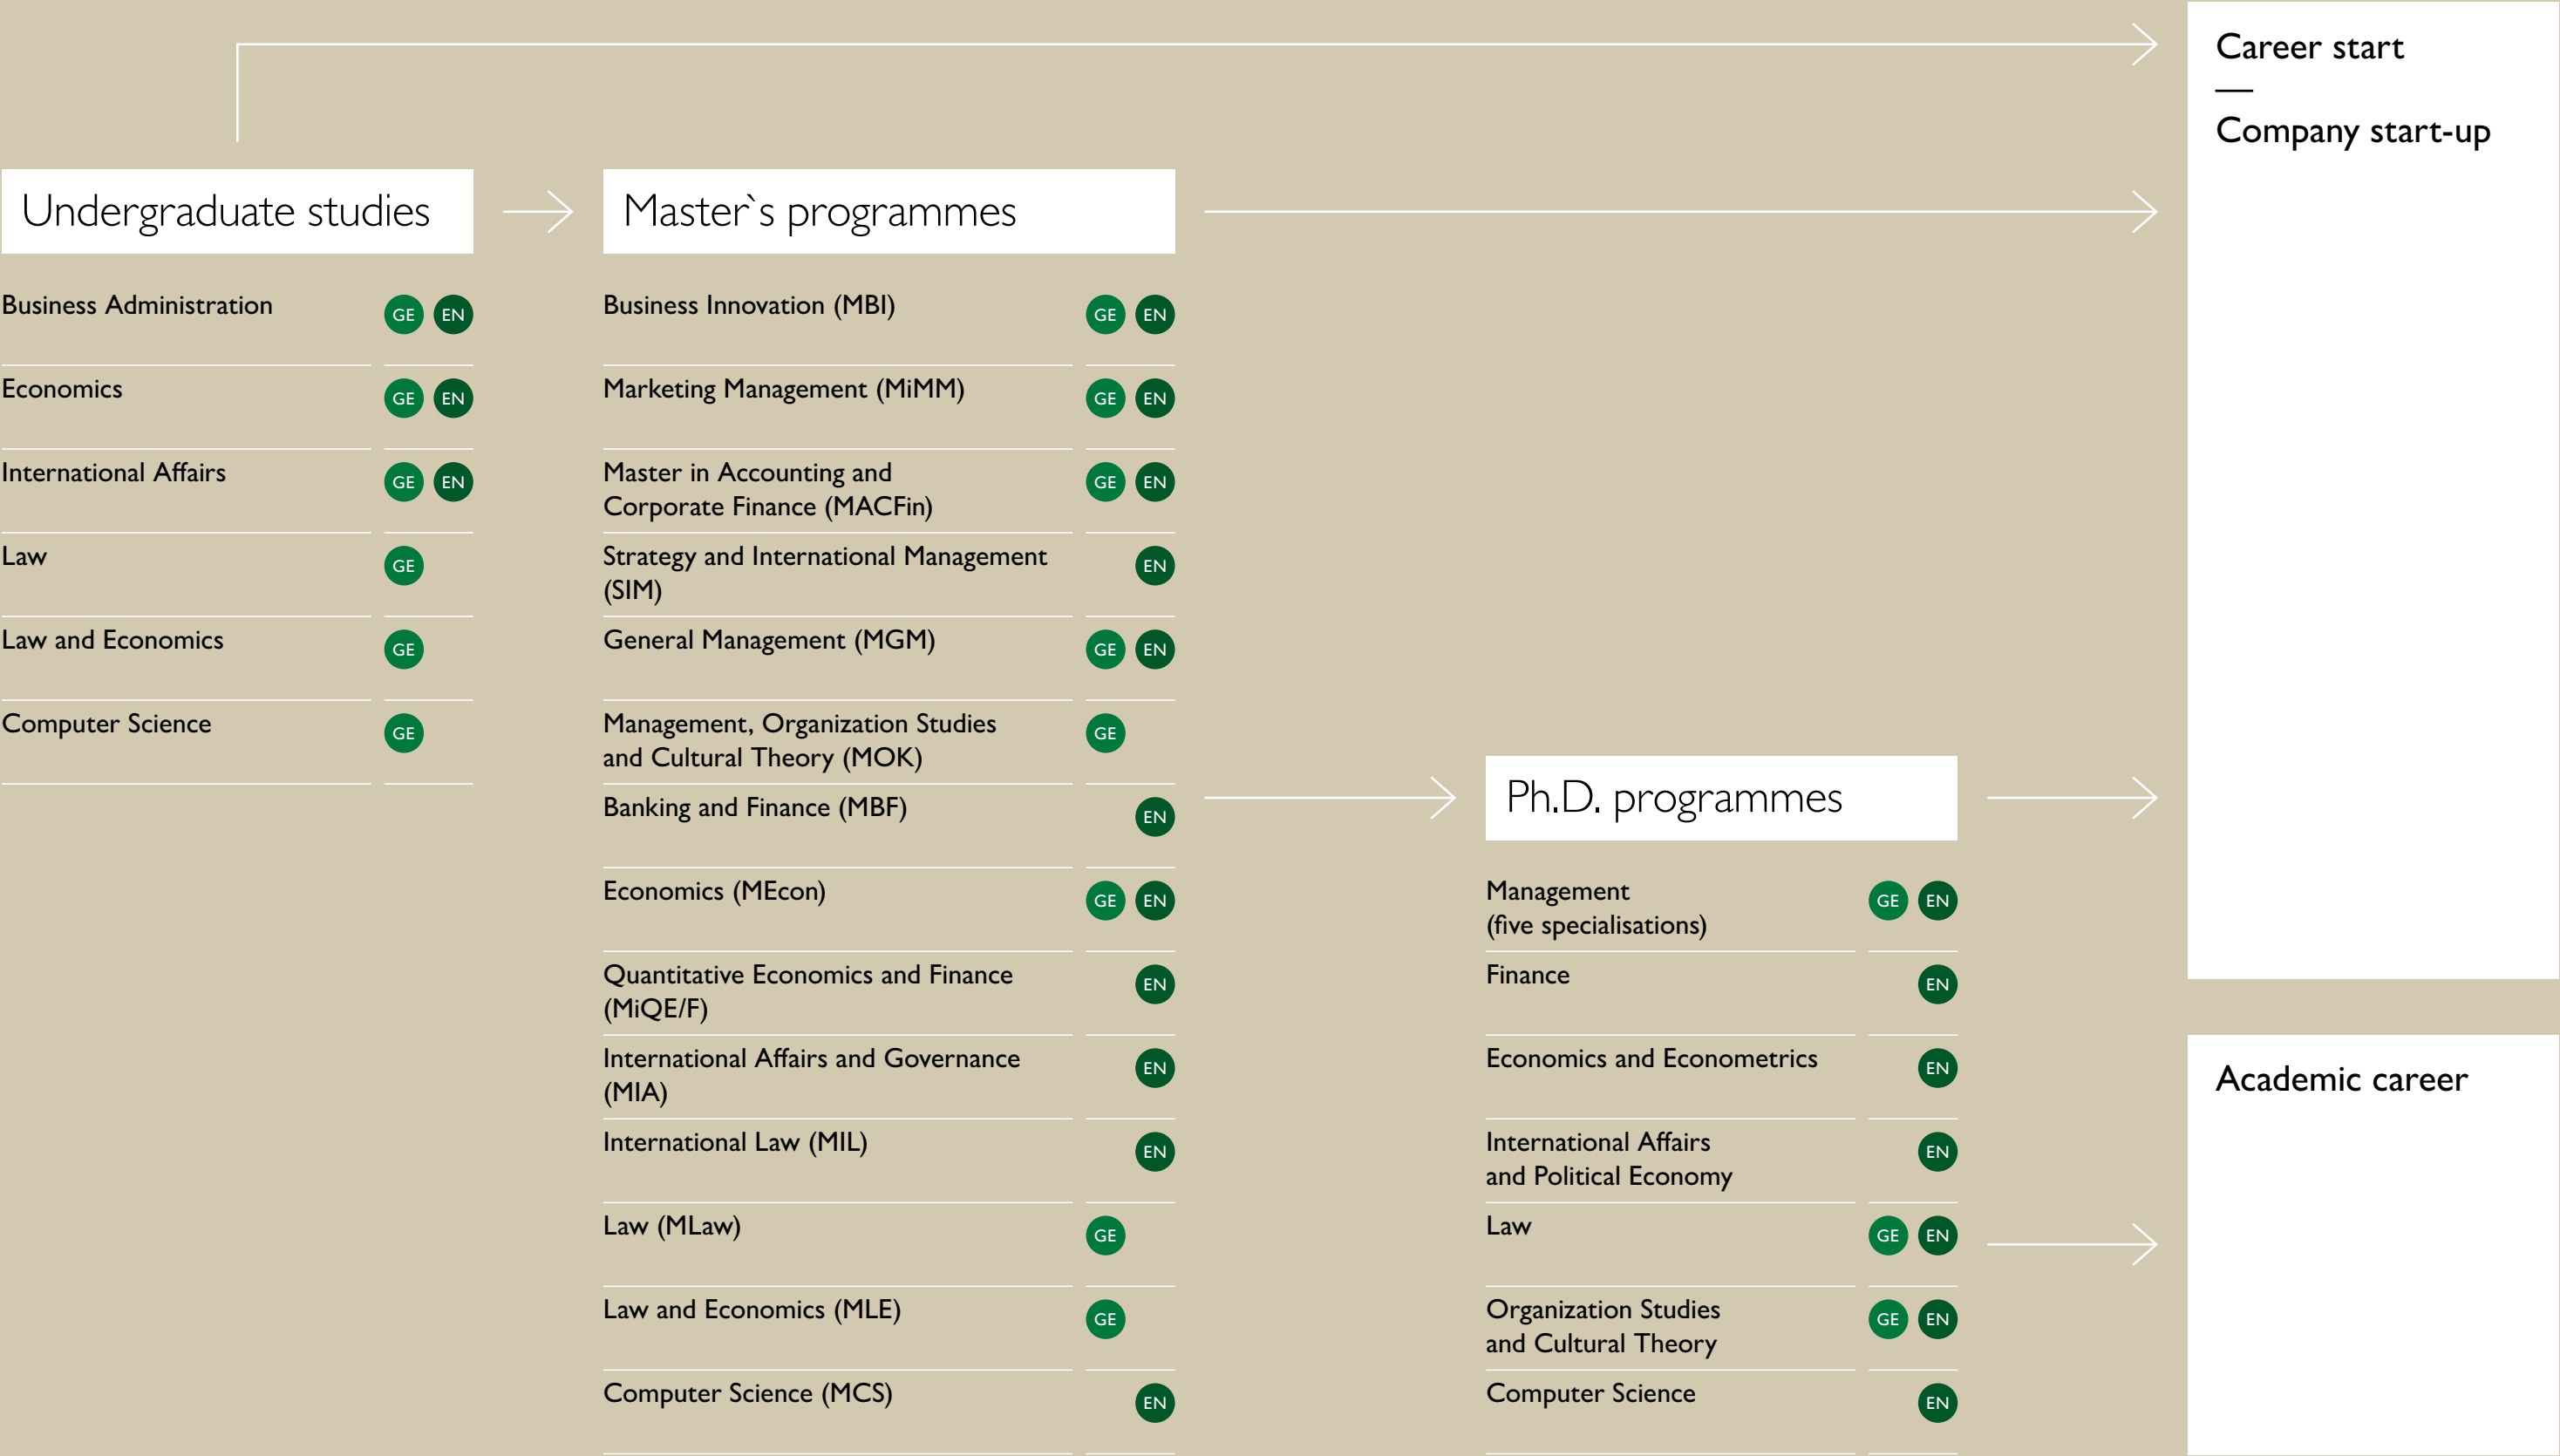 Career start
Company start-up
Undergraduate studies
Business Administration GE EN
Economics GE EN
International Affairs GE EN
Law GE
Law and Economics GE
Computer Science GE
Master`s programmes
Business Innovation (MBI) GE EN
Marketing Management (MiMM) GE EN
Master in Accounting and
Corporate Finance (MACFin) GE EN
Strategy and International Management
(SIM) EN
General Management (MGM) GE EN
Management, Organization Studies
and Cultural Theory (MOK) GE
Banking and Finance (MBF) EN
Economics (MEcon) GE EN
Quantitative Economics and Finance
(MiQE/F) EN
International Affairs and Governance
(MIA) EN
International Law (MIL) EN
Law (MLaw) GE
Law and Economics (MLE) GE
Computer Science (MCS) EN
Ph.D. programmes
Management
(five specialisations) GE EN
Finance EN
Economics and Econometrics EN
International Affairs
and Political Economy EN
Law GE EN
Organization Studies
and Cultural Theory GE EN
Computer Science EN
Academic career